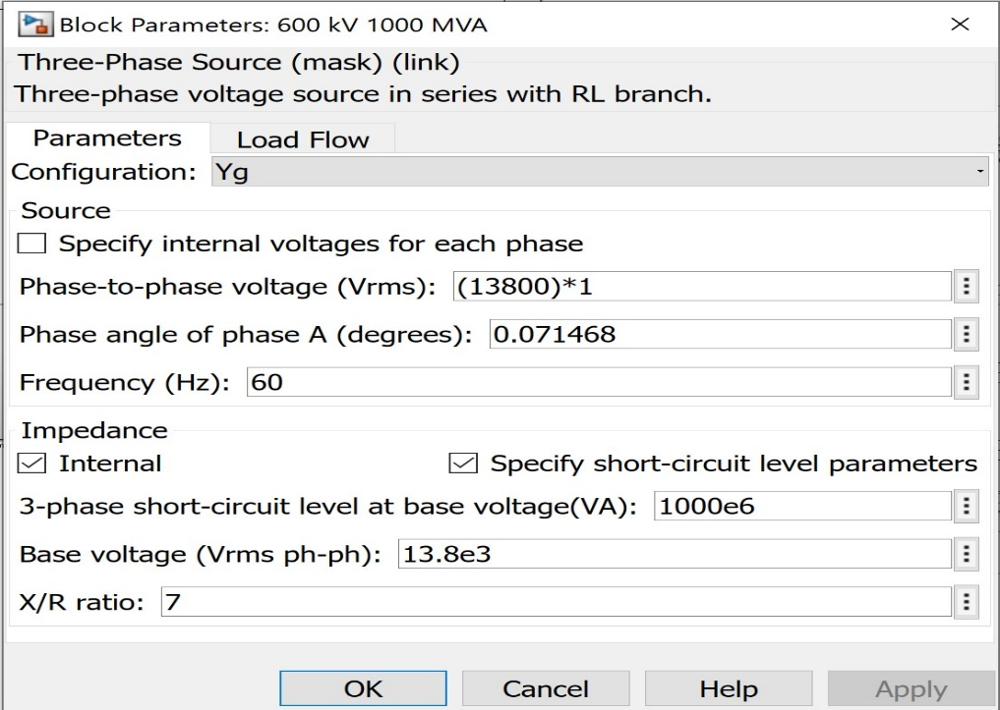 Block Parameters: 600 kV 1000 MVA
Three-Phase Source (mask) (link)
Three-phase voltage source in series with RL branch.
Parameters Load Flow
Configuration: Yg
Source
Specify internal voltages for each phase
Phase-to-phase voltage (Vrms): (13800)*1
Phase angle of phase A (degrees): 0.071468
Frequency (Hz): 60
Impedance
Internal Specify short-circuit level parameters
3-phase short-circuit level at base voltage(VA): 1000e6
Base voltage (Vrms ph-ph): 13.8e3
X/R ratio: 7
OK Cancel Help Apply